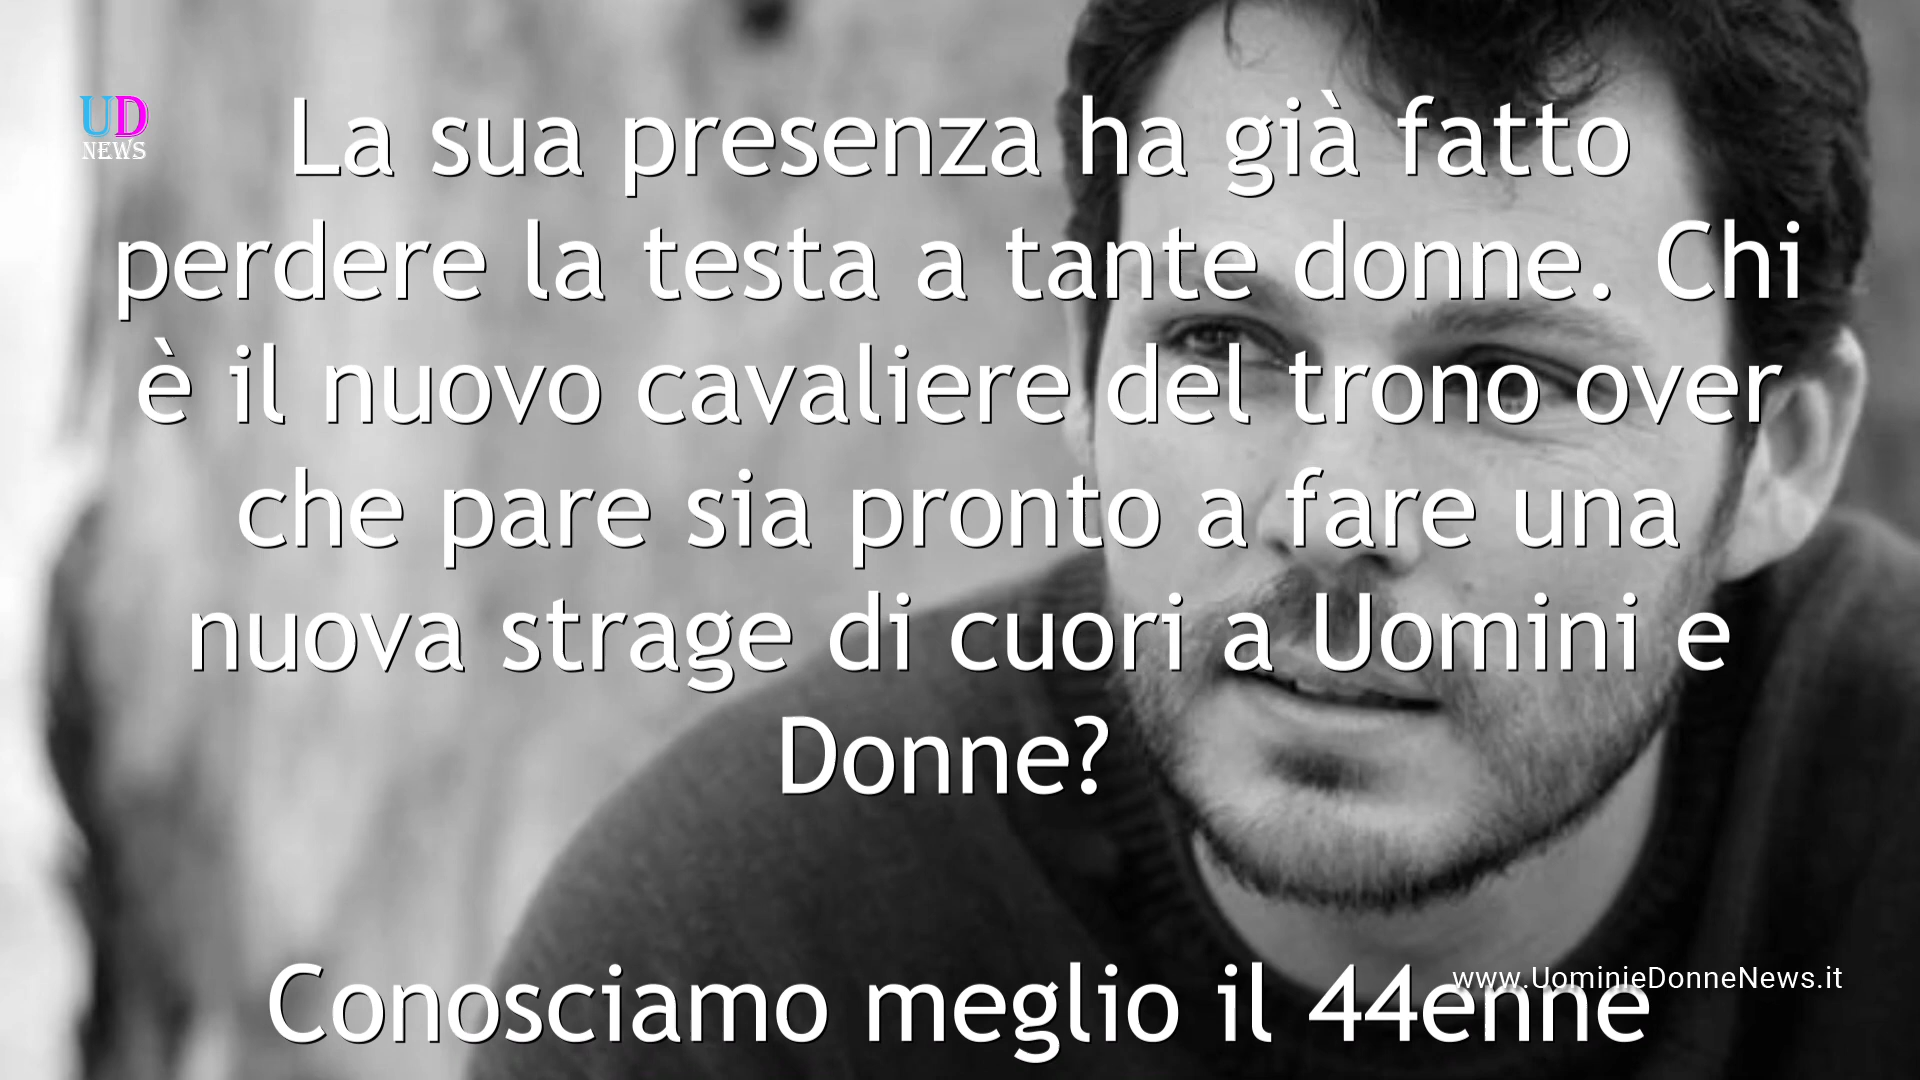 UD
NEWS
La sua presenza ha già fatto
perdere la testa a tante donne. Chi
è il nuovo cavaliere del trono over
che pare sia pronto a fare una
nuova strage di cuori a Uomini e
Donne?
Conosciamo meglio il 44enne
www.UominieDonneNews.it